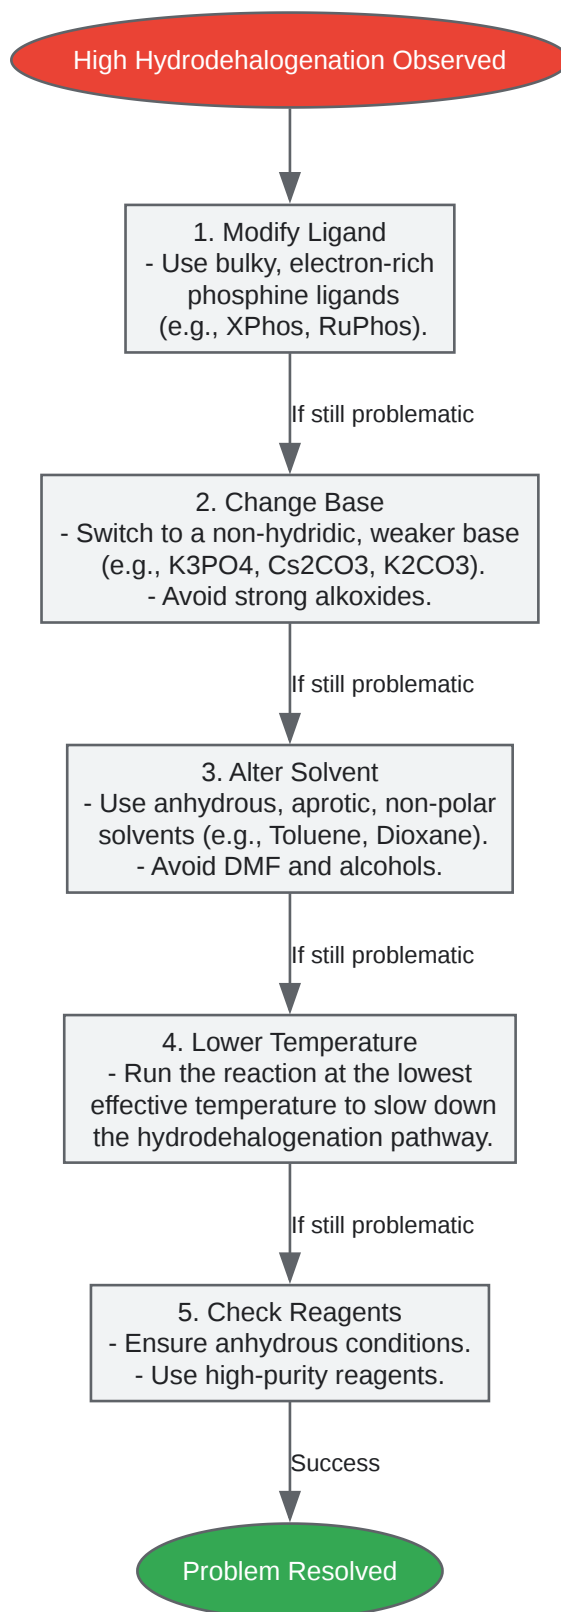 High Hydrodehalogenation Observed
1. Modify Ligand
- Use bulky, electron-rich
phosphine ligands
(e.g., XPhos, RuPhos).
If still problematic
2. Change Base
- Switch to a non-hydridic, weaker base
(e.g., K3PO4, Cs2CO3, K2CO3).
- Avoid strong alkoxides.
If still problematic
3. Alter Solvent
- Use anhydrous, aprotic, non-polar
solvents (e.g., Toluene, Dioxane).
- Avoid DMF and alcohols.
If still problematic
4. Lower Temperature
- Run the reaction at the lowest
effective temperature to slow down
the hydrodehalogenation pathway.
If still problematic
5. Check Reagents
- Ensure anhydrous conditions.
- Use high-purity reagents.
Success
Problem Resolved